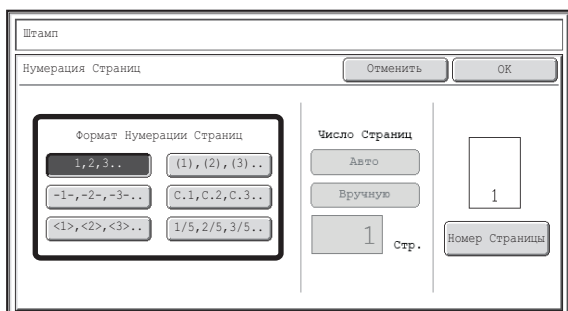 Штамп
Нумерация Страниц
Отменить
OK
Формат Нумерации Страниц
1,2,3..
(1),(2),(3)..
-1-,-2-,-3-..
С.1,С.2,С.3..
<1>,<2>,<3>..
1/5,2/5,3/5..
Число Страниц
Авто
Вручную
1
Стр.
1
Номер Страницы